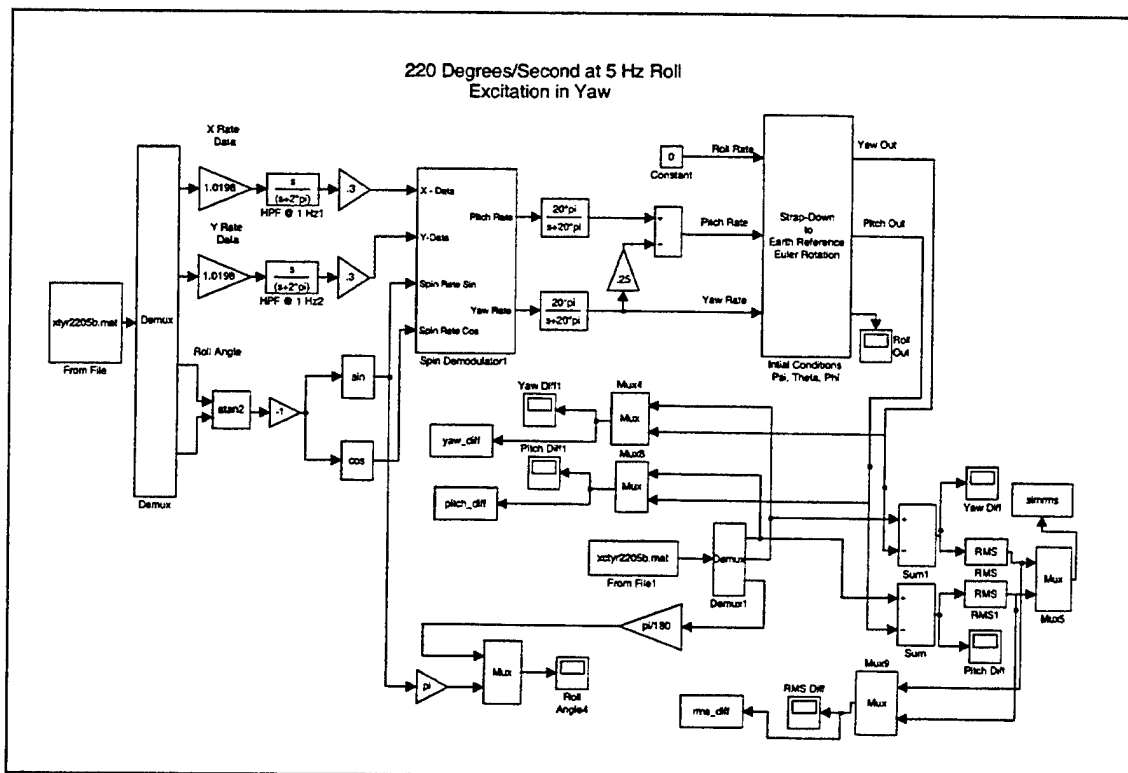 220 Degrees/Second at 5 Hz Roll
Excitation in Yaw
X Rate
Data
1.0198
s
(s+2*pi)
HPF @ 1 Hz1
.3
Y Rate
Data
1.0198
s
(s+2*pi)
HPF @ 1 Hz2
.3
xtyr2205b.mat
From File
Demux
Demux
Roll Angle
atan2
-1
sin
cos
X - Data
Y-Data
Spin Rate Sin
Spin Rate Cos
Pitch Rate
Yaw Rate
Spin Demodulator1
20*pi
s+20*pi
20*pi
s+20*pi
.25
+
−
0
Constant
Roll Rate
Pitch Rate
Yaw Rate
Strap-Down
to
Earth Reference
Euler Rotation
Intial Conditions
Psi, Theta, Phi
Yaw Out
Pitch Out
Roll
Out
Yaw Diff1
Mux4
Mux
yaw_diff
Pitch Diff1
Mux8
Mux
pitch_diff
xctyr2205b.mat
From File1
Demux
Demux1
pi/180
pi
Mux
Roll
Angle4
+
−
Sum1
Yaw Diff
RMS
RMS
simrms
Mux
Mux5
+
−
Sum
RMS
RMS1
Pitch Diff
Mux9
Mux
RMS Diff
rms_diff